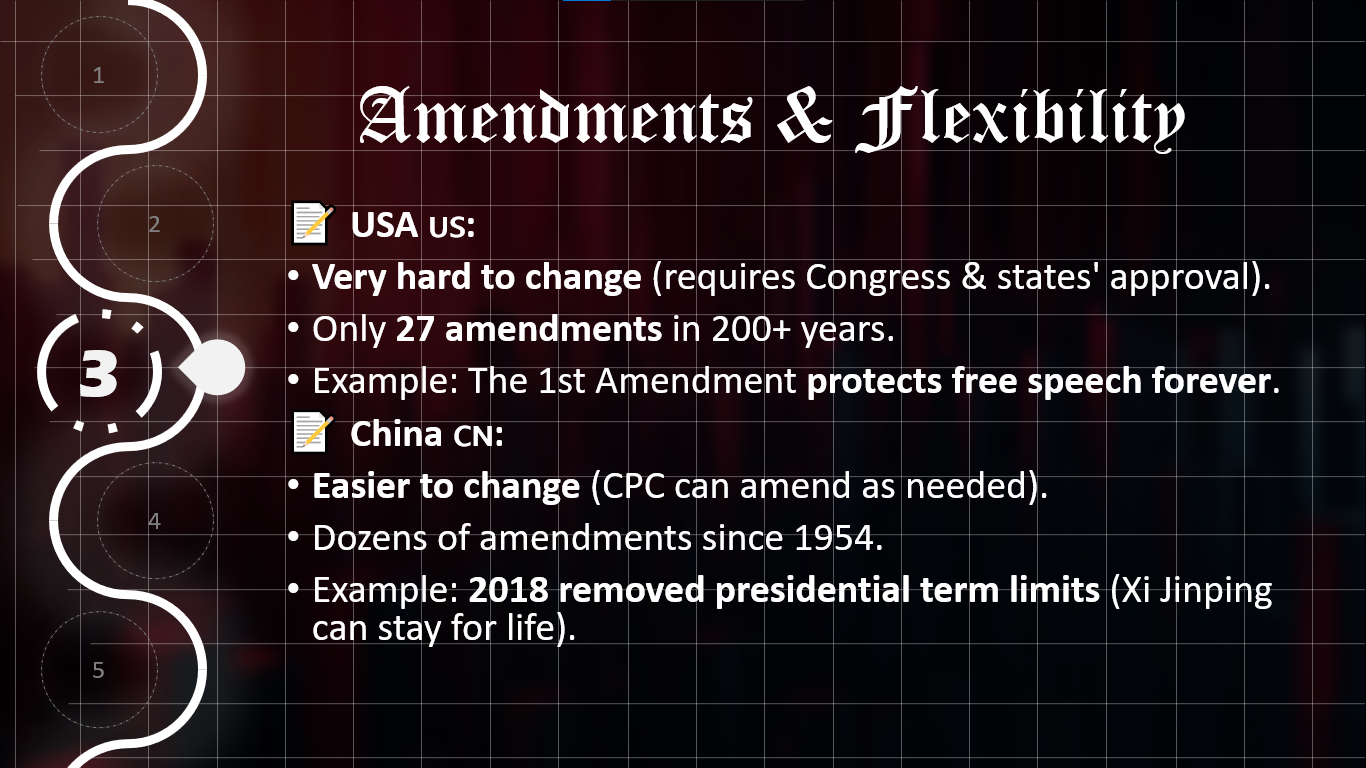 1
2
3
4
5
Amendments & Flexibility
📝 USA US:
• Very hard to change (requires Congress & states' approval).
• Only 27 amendments in 200+ years.
• Example: The 1st Amendment protects free speech forever.
📝 China CN:
• Easier to change (CPC can amend as needed).
• Dozens of amendments since 1954.
• Example: 2018 removed presidential term limits (Xi Jinping
can stay for life).